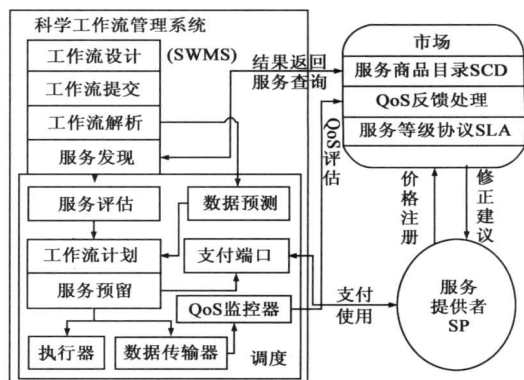 科学工作流管理系统
(SWMS)
工作流设计
工作流提交
工作流解析
服务发现
服务评估
数据预测
工作流计划
支付端口
服务预留
QoS监控器
执行器
数据传输器
调度
结果返回
服务查询
QoS评估
市场
服务商品目录SCD
QoS反馈处理
服务等级协议SLA
价格注册
修正建议
支付
使用
服务
提供者
SP